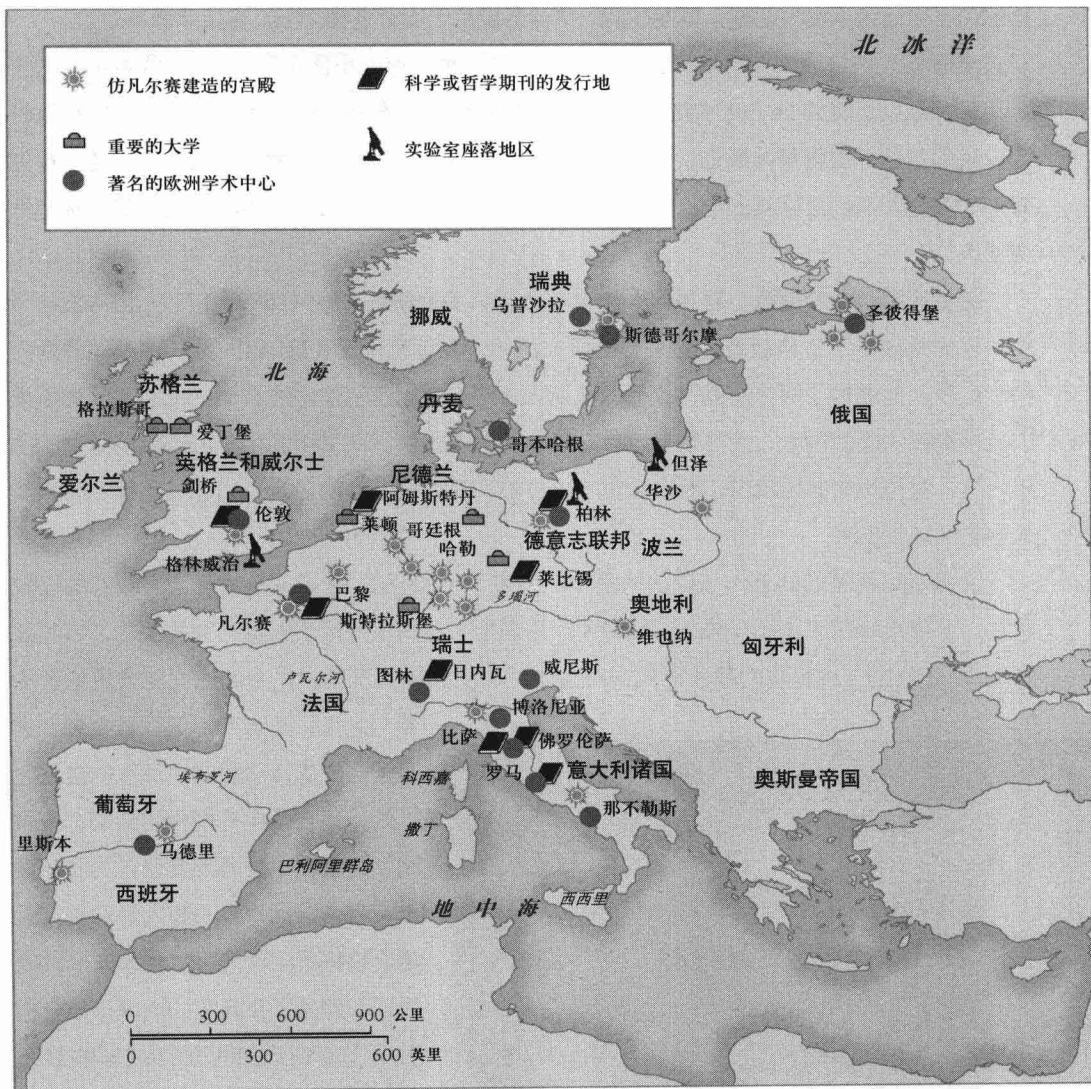 北冰洋
仿凡尔赛建造的宫殿
科学或哲学期刊的发行地
重要的大学
实验室座落地区
著名的欧洲学术中心
瑞典
乌普沙拉
挪威
斯德哥尔摩
圣彼得堡
北海
苏格兰
格拉斯哥
爱丁堡
丹麦
哥本哈根
俄国
英格兰和威尔士
爱尔兰
剑桥
伦敦
格林威治
尼德兰
阿姆斯特丹
莱顿
哥廷根
哈勒
但泽
华沙
柏林
德意志联邦
波兰
莱比锡
多瑙河
巴黎
凡尔赛
斯特拉斯堡
奥地利
维也纳
匈牙利
瑞士
图林
日内瓦
威尼斯
卢瓦尔河
法国
博洛尼亚
比萨
佛罗伦萨
罗马
意大利诸国
科西嘉
埃布罗河
奥斯曼帝国
葡萄牙
那不勒斯
里斯本
马德里
撒丁
巴利阿里群岛
西班牙
西西里
地中海
0 300 600 900 公里
0 300 600 英里